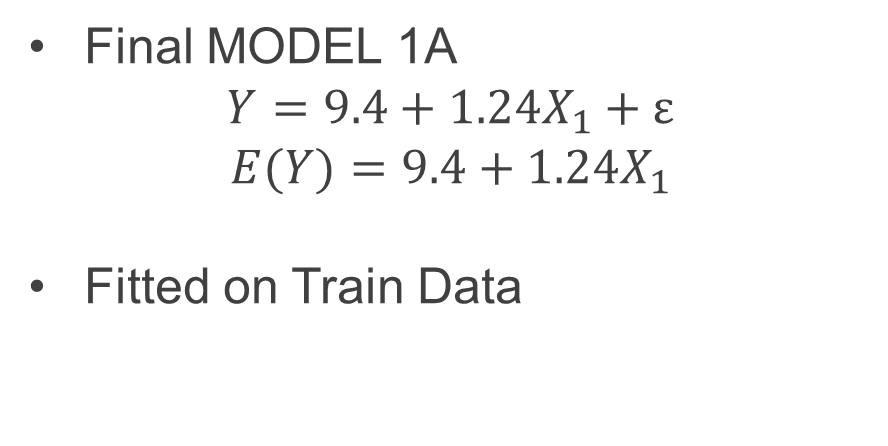 • Final MODEL 1A
Y = 9.4 + 1.24X₁ + ε
E(Y) = 9.4 + 1.24X₁
• Fitted on Train Data